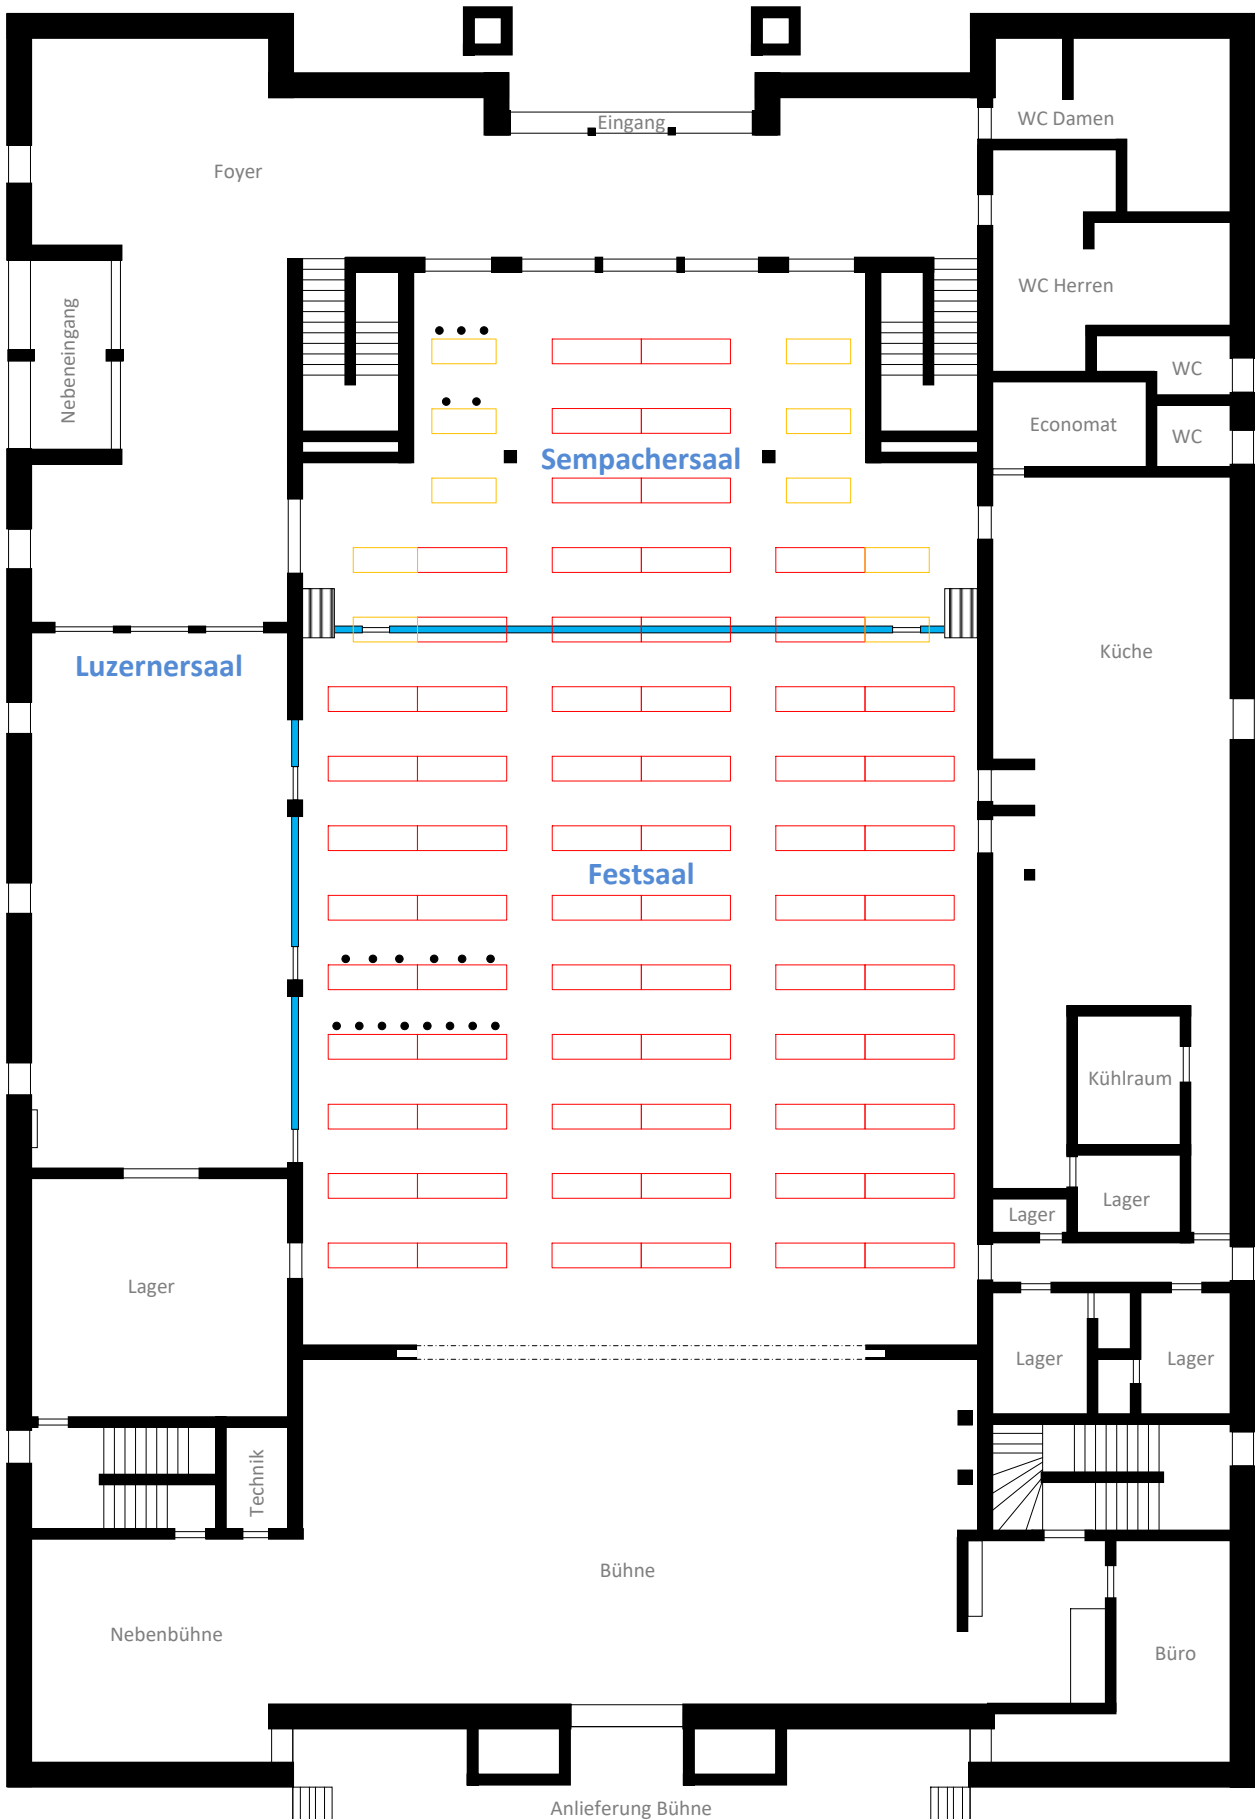 Eingang
WC Damen
Foyer
WC Herren
Nebeneingang
WC
Economat
WC
Sempachersaal
Küche
Luzernersaal
Festsaal
Kühlraum
Lager
Lager
Lager
Lager
Lager
Technik
Bühne
Nebenbühne
Büro
Anlieferung Bühne